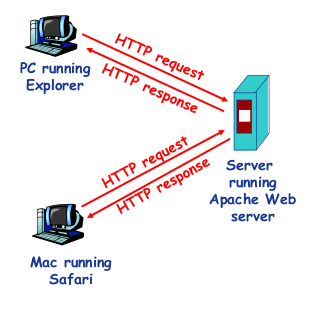 HTTP request
HTTP response
PC running
Explorer
Server
running
Apache Web
server
HTTP request
HTTP response
Mac running
Safari